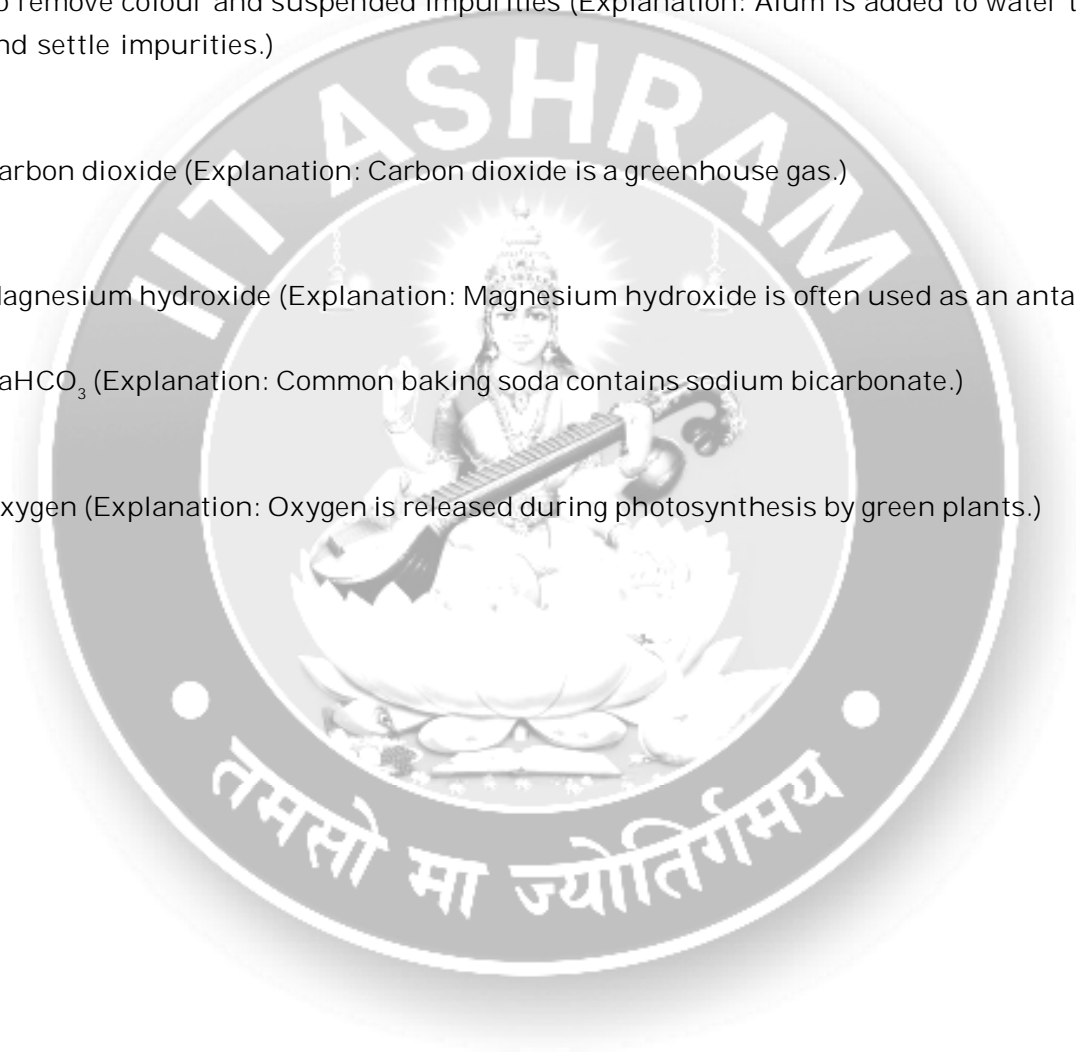 o remove colour and suspended impurities (Explanation: Alum is added to water t
nd settle impurities.)
IIT ASHRAM
arbon dioxide (Explanation: Carbon dioxide is a greenhouse gas.)
agnesium hydroxide (Explanation: Magnesium hydroxide is often used as an anta
aHCO₃ (Explanation: Common baking soda contains sodium bicarbonate.)
xygen (Explanation: Oxygen is released during photosynthesis by green plants.)
तमसो मा ज्योतिर्गमय